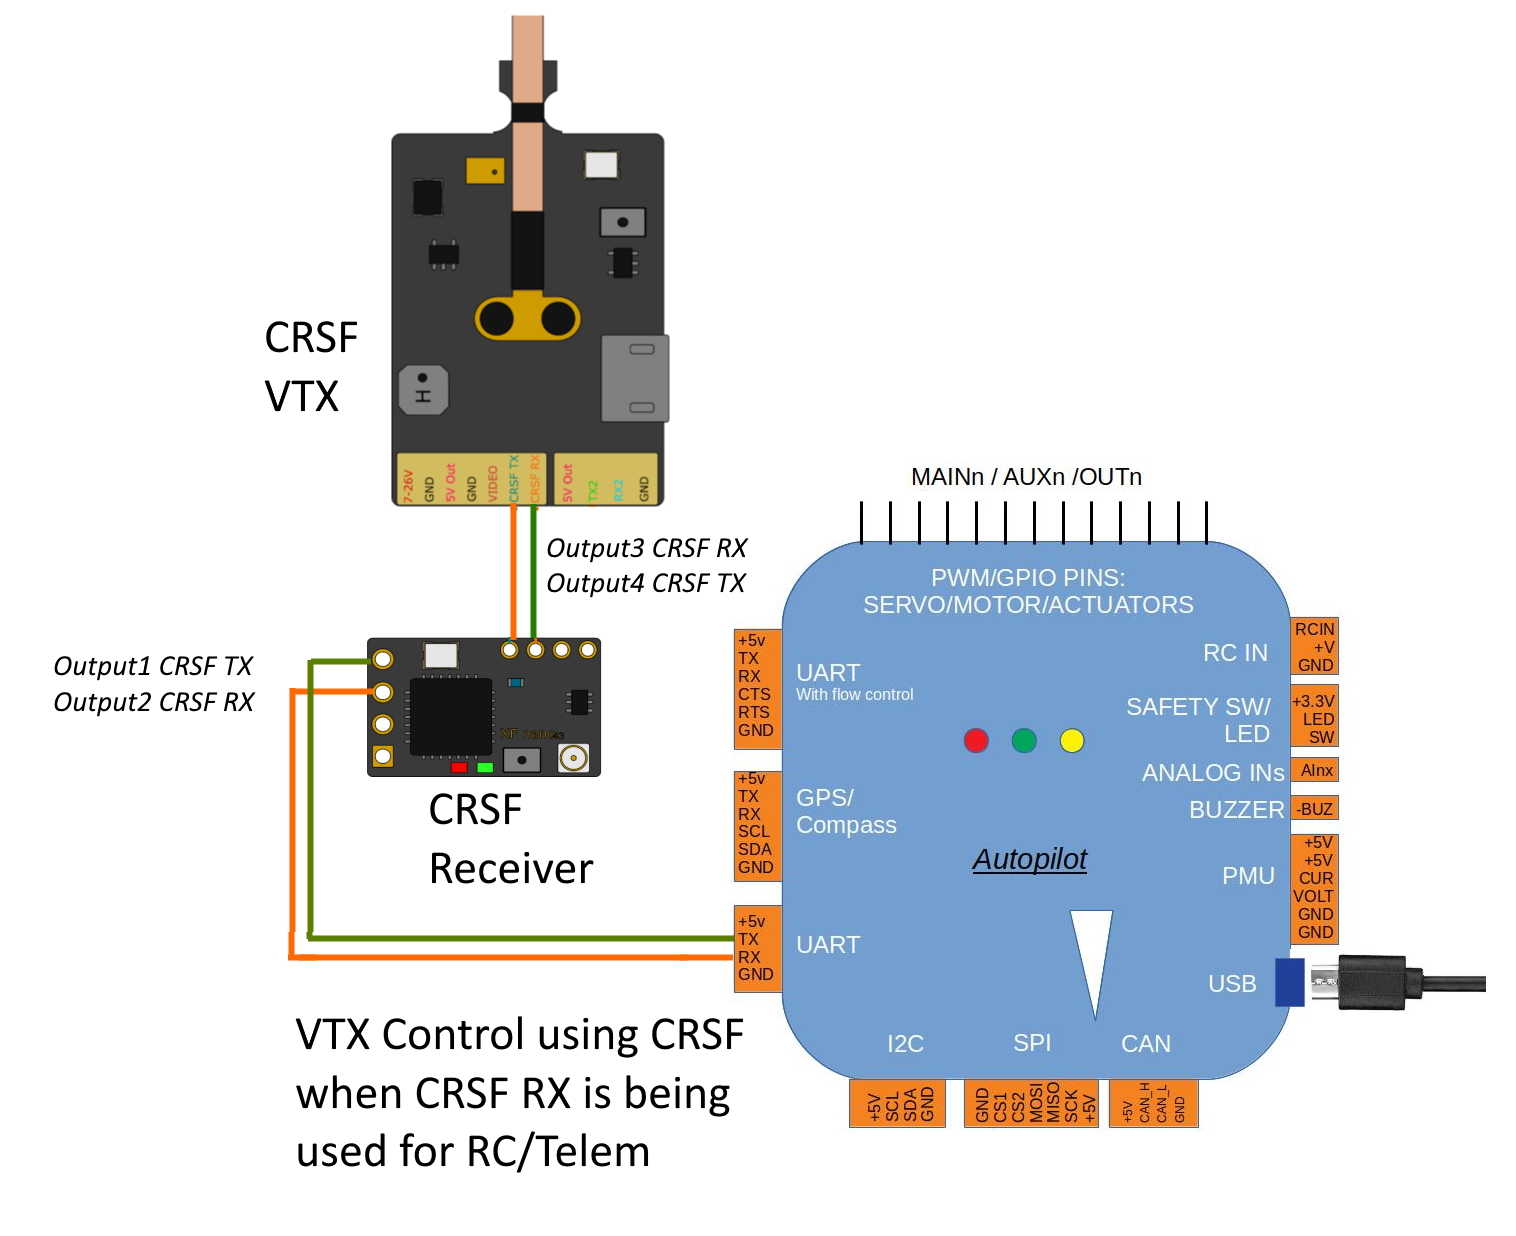 CRSF
VTX
H
7-26V
GND
5V Out
GND
VIDEO
CRSF TX
CRSF RX
5V Out
TX2
RX2
GND
Output3 CRSF RX
Output4 CRSF TX
Output1 CRSF TX
Output2 CRSF RX
XF nano
CRSF
Receiver
MAINn / AUXn /OUTn
PWM/GPIO PINS:
SERVO/MOTOR/ACTUATORS
+5v
TX
RX
CTS
RTS
GND
UART
With flow control
+5v
TX
RX
SCL
SDA
GND
GPS/
Compass
+5v
TX
RX
GND
UART
RC IN
RCIN
+V
GND
SAFETY SW/
LED
+3.3V
LED
SW
ANALOG INs
AInx
BUZZER
-BUZ
Autopilot
PMU
+5V
+5V
CUR
VOLT
GND
GND
USB
I2C
SPI
CAN
+5V
SCL
SDA
GND
GND
CS1
CS2
MOSI
MISO
SCK
+5V
+5V
CAN_H
CAN_L
GND
VTX Control using CRSF
when CRSF RX is being
used for RC/Telem